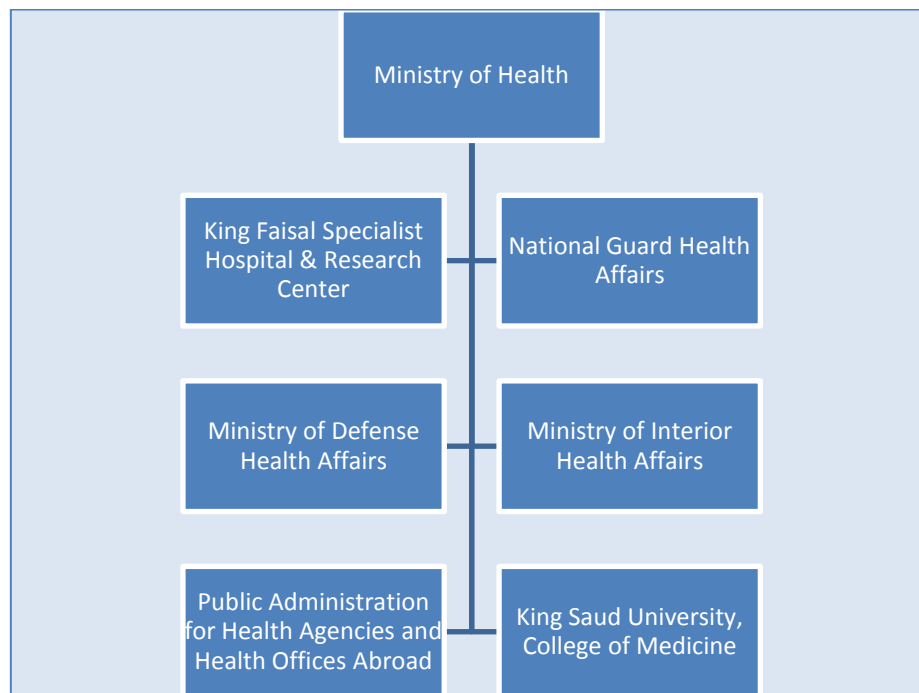 Ministry of Health
King Faisal Specialist
Hospital & Research
Center
National Guard Health
Affairs
Ministry of Defense
Health Affairs
Ministry of Interior
Health Affairs
Public Administration
for Health Agencies and
Health Offices Abroad
King Saud University,
College of Medicine